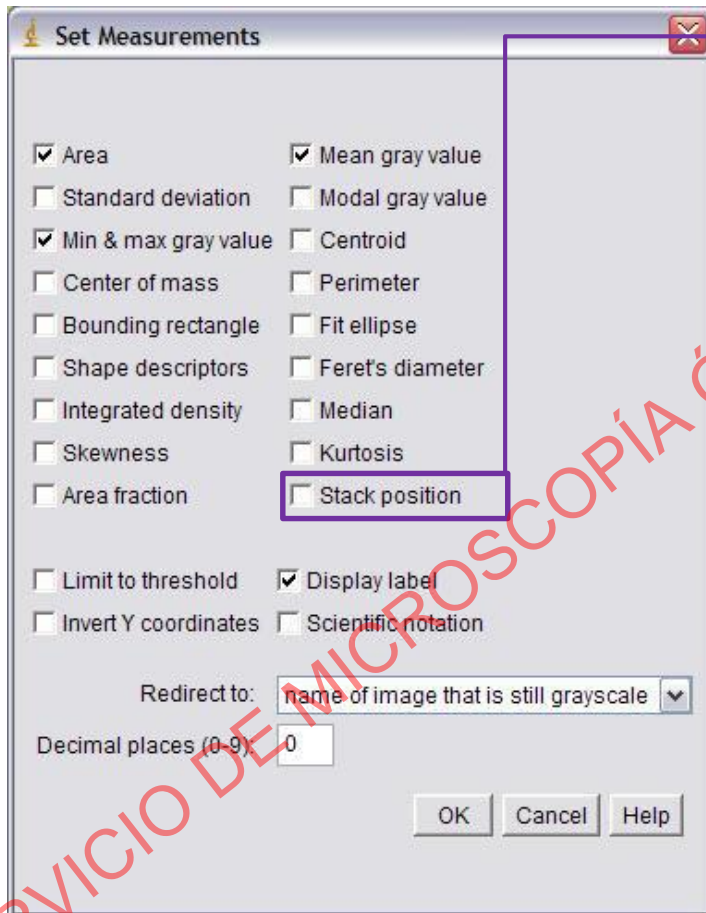 Set Measurements
Area
Mean gray value
Standard deviation
Modal gray value
Min & max gray value
Centroid
Center of mass
Perimeter
Bounding rectangle
Fit ellipse
Shape descriptors
Feret's diameter
Integrated density
Median
Skewness
Kurtosis
Area fraction
Stack position
Limit to threshold
Display label
Invert Y coordinates
Scientific notation
Redirect to: name of image that is still grayscale
Decimal places (0-9): 0
OK Cancel Help
DE MICROSCOPÍA